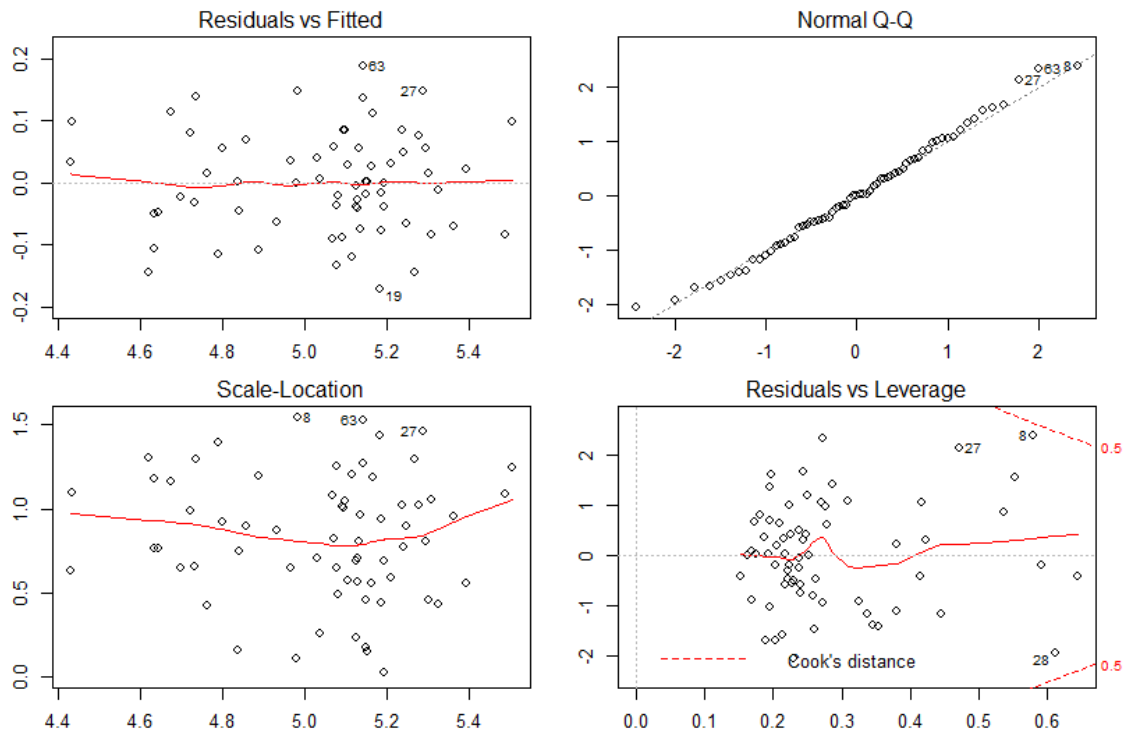 Residuals vs Fitted
0.2
0.1
0.0
-0.1
-0.2
63
27
19
4.4 4.6 4.8 5.0 5.2 5.4
Normal Q-Q
2
1
0
-1
-2
63 8
27
-2 -1 0 1 2
Scale-Location
1.5
1.0
0.5
0.0
8 63 27
4.4 4.6 4.8 5.0 5.2 5.4
Residuals vs Leverage
2
1
0
-1
-2
8
27
28
0.5
0.5
Cook's distance
0.0 0.1 0.2 0.3 0.4 0.5 0.6